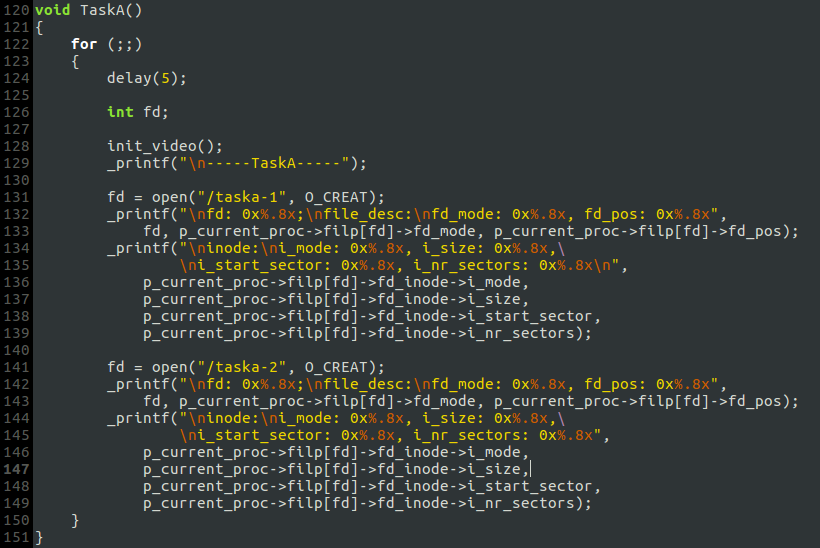 120 void TaskA()
121 {
122     for (;;)
123     {
124         delay(5);
125
126         int fd;
127
128         init_video();
129         _printf("\n-----TaskA-----");
130
131         fd = open("/taska-1", O_CREAT);
132         _printf("\nfd: 0x%.8x;\nfile_desc:\nfd_mode: 0x%.8x, fd_pos: 0x%.8x",
133             fd, p_current_proc->filp[fd]->fd_mode, p_current_proc->filp[fd]->fd_pos);
134         _printf("\ninode:\ni_mode: 0x%.8x, i_size: 0x%.8x,\
135                 \ni_start_sector: 0x%.8x, i_nr_sectors: 0x%.8x\n",
136             p_current_proc->filp[fd]->fd_inode->i_mode,
137             p_current_proc->filp[fd]->fd_inode->i_size,
138             p_current_proc->filp[fd]->fd_inode->i_start_sector,
139             p_current_proc->filp[fd]->fd_inode->i_nr_sectors);
140
141         fd = open("/taska-2", O_CREAT);
142         _printf("\nfd: 0x%.8x;\nfile_desc:\nfd_mode: 0x%.8x, fd_pos: 0x%.8x",
143             fd, p_current_proc->filp[fd]->fd_mode, p_current_proc->filp[fd]->fd_pos);
144         _printf("\ninode:\ni_mode: 0x%.8x, i_size: 0x%.8x,\
145                 \ni_start_sector: 0x%.8x, i_nr_sectors: 0x%.8x",
146             p_current_proc->filp[fd]->fd_inode->i_mode,
147             p_current_proc->filp[fd]->fd_inode->i_size,
148             p_current_proc->filp[fd]->fd_inode->i_start_sector,
149             p_current_proc->filp[fd]->fd_inode->i_nr_sectors);
150     }
151 }